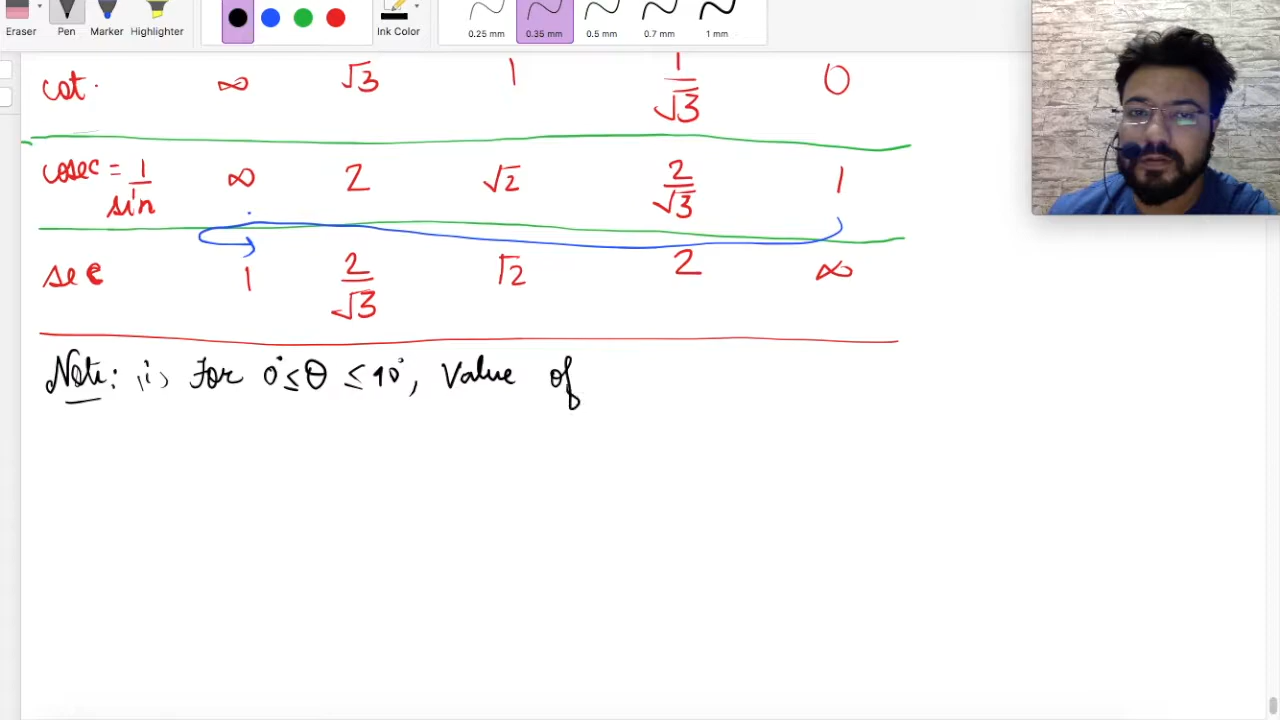 Eraser Pen Marker Highlighter Ink Color 0.25 mm 0.35 mm 0.5 mm 0.7 mm 1 mm
cot. ∞ √3 1 1/√3 0
cosec = 1/sin ∞ 2 √2 2/√3 1
sec 1 2/√3 √2 2 ∞
Note: (i) For 0° ≤ θ ≤ 90°, Value of